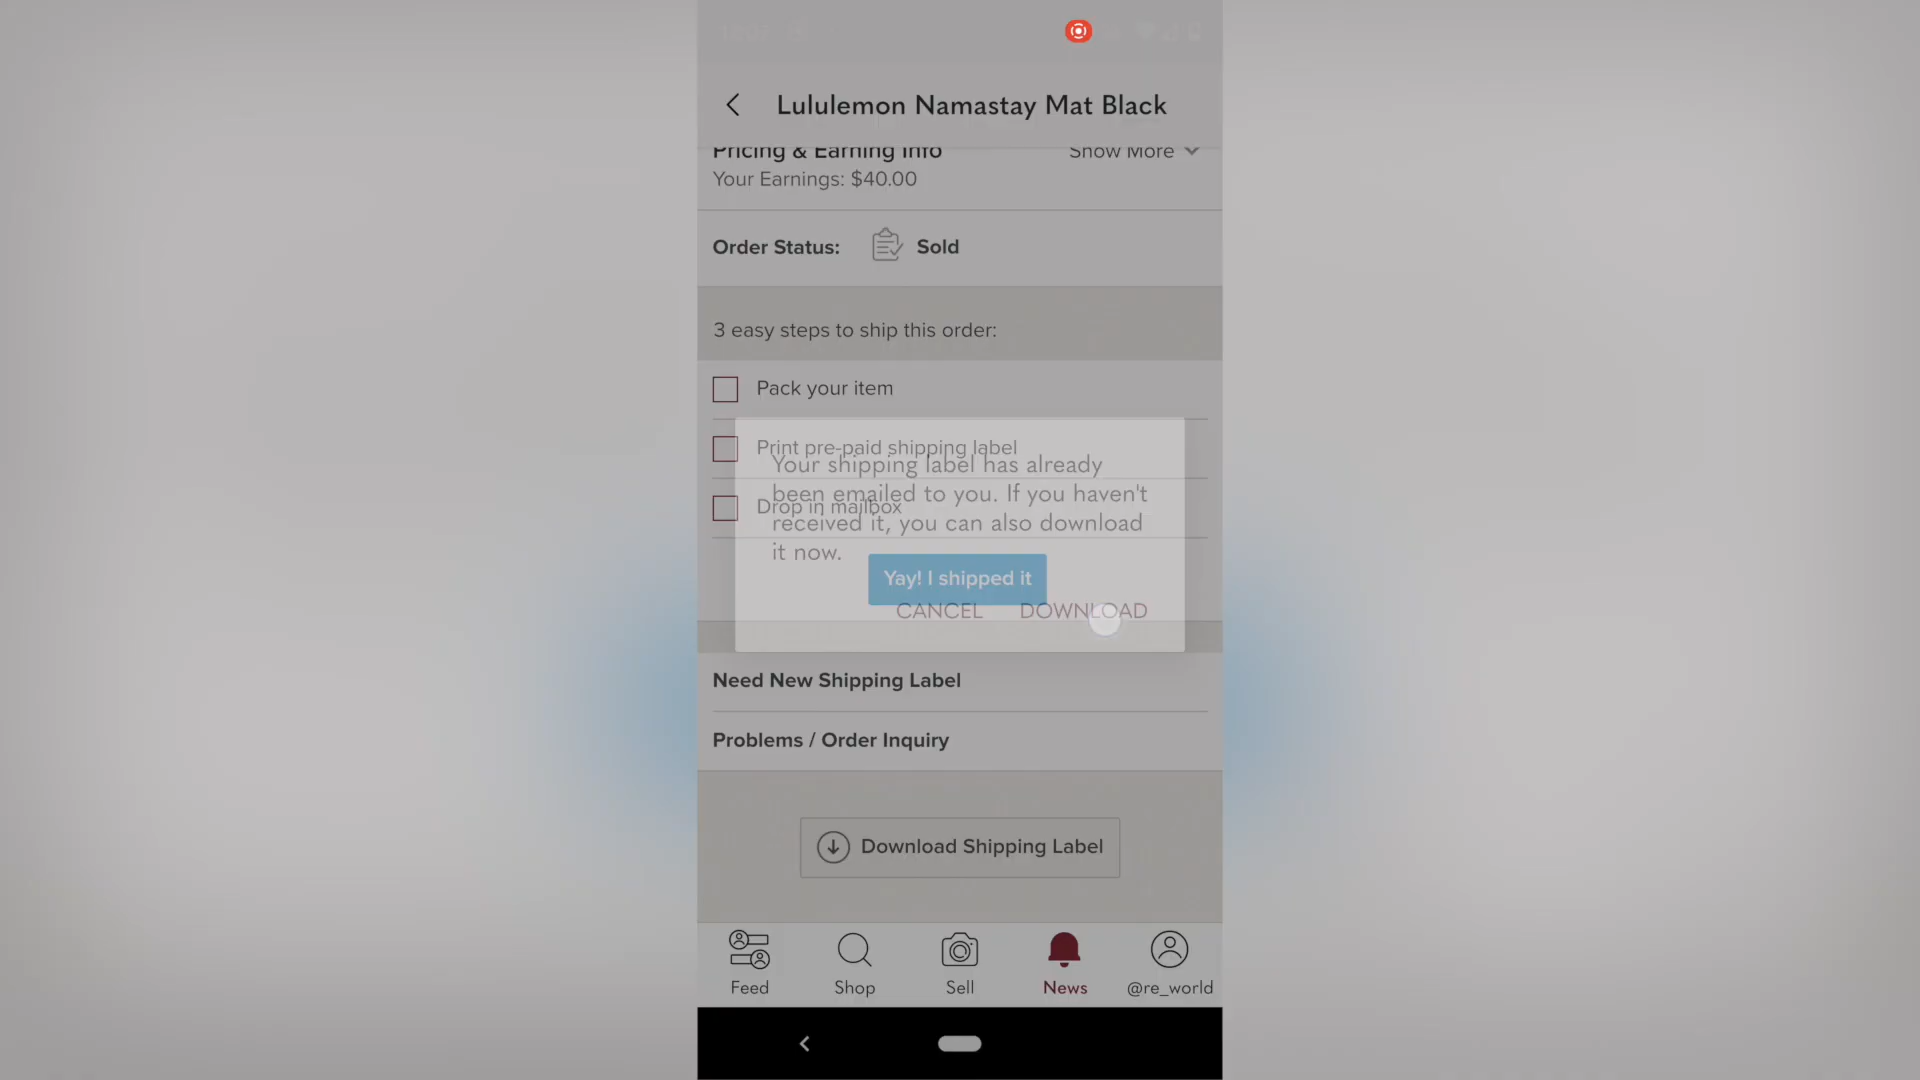 Lululemon Namastay Mat Black
Pricing & Earning Info
Show More
Your Earnings: $40.00
Order Status:
Sold
3 easy steps to ship this order:
Pack your item
Print pre-paid shipping label
Drop in mailbox
Your shipping label has already
been emailed to you. If you haven't
received it, you can also download
it now.
Yay! I shipped it
CANCEL
DOWNLOAD
Need New Shipping Label
Problems / Order Inquiry
Download Shipping Label
Feed
Shop
Sell
News
@re_world